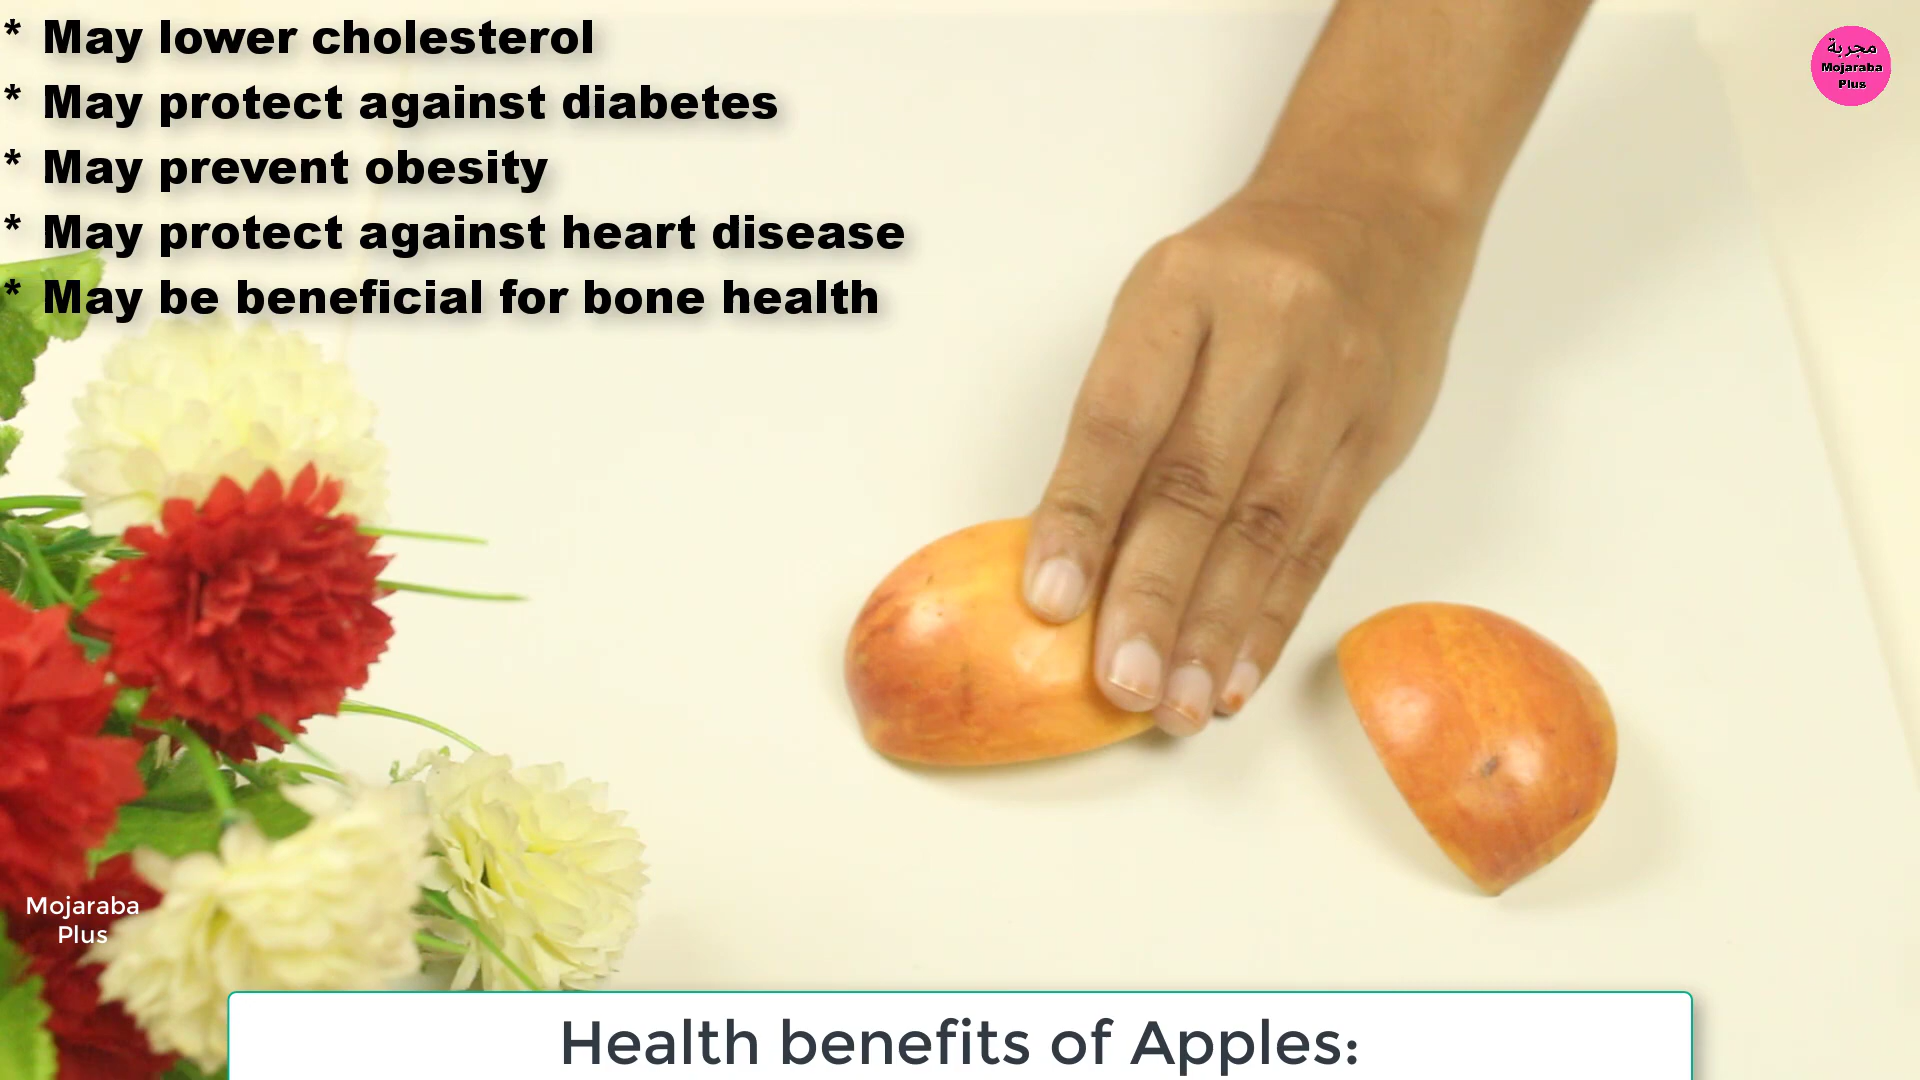 * May lower cholesterol
* May protect against diabetes
* May prevent obesity
* May protect against heart disease
* May be beneficial for bone health
مجربة
Mojaraba
Plus
Mojaraba
Plus
Health benefits of Apples: